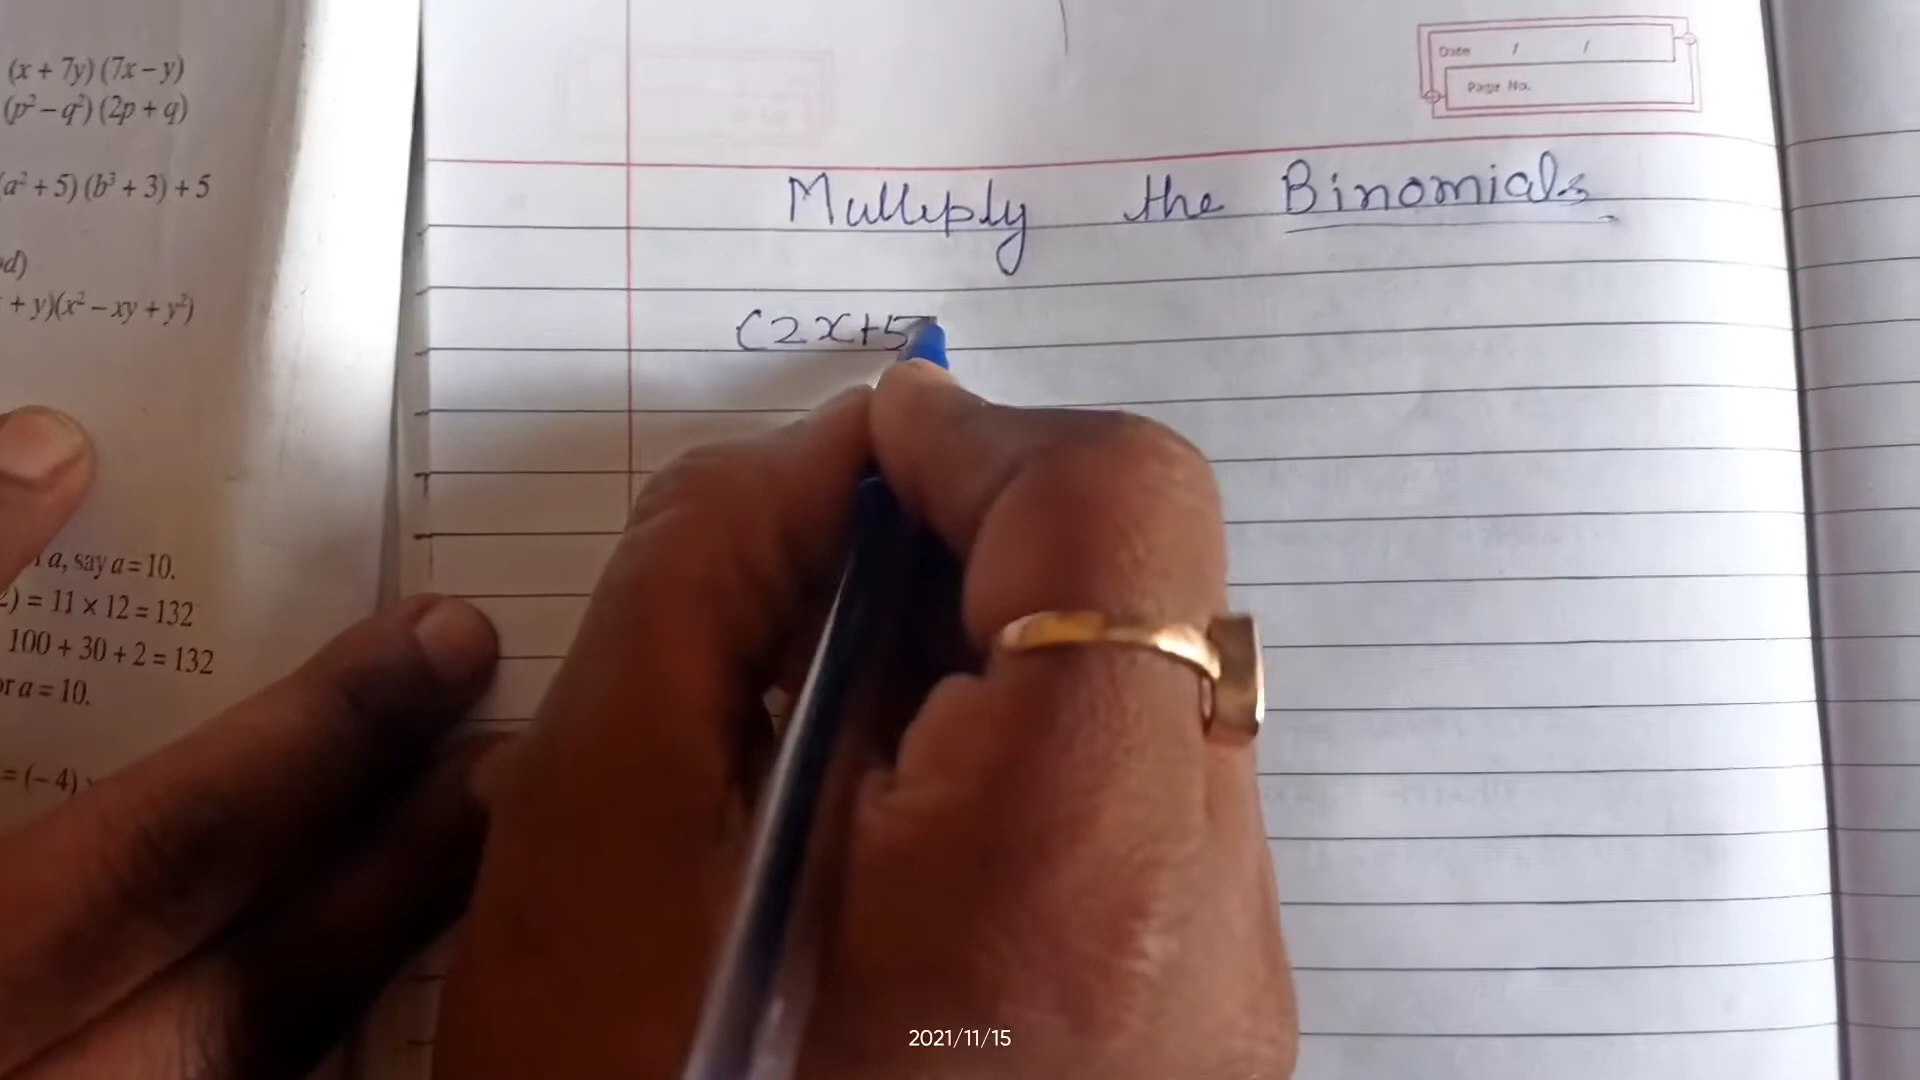 (x + 7y) (7x – y)
(p² – q²) (2p + q)
(a² + 5) (b³ + 3) + 5
+ y)(x² – xy + y²)
a, say a = 10.
= 11 × 12 = 132
100 + 30 + 2 = 132
a = 10.
= (– 4)
Date / /
Page No.
Multiply the Binomials
(2x+5
2021/11/15